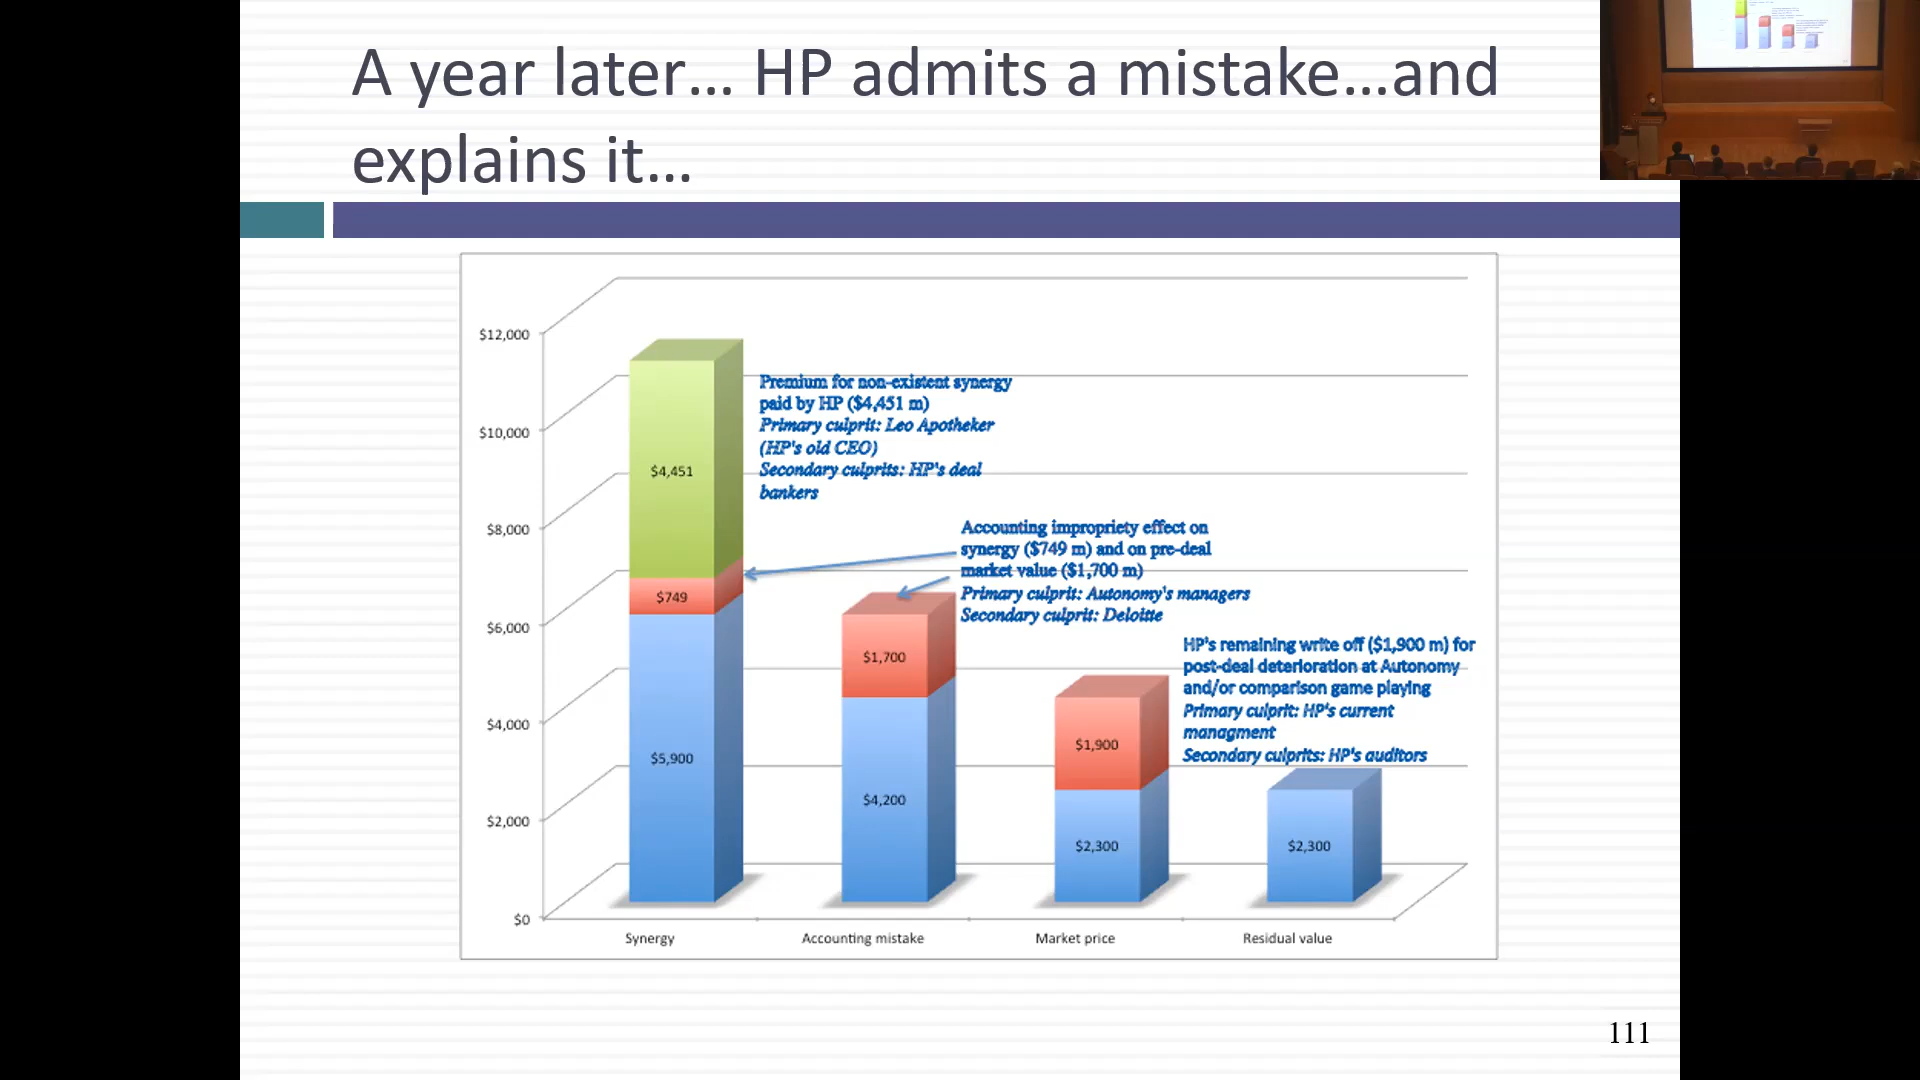 A year later... HP admits a mistake...and
explains it...
$12,000
$10,000
$8,000
$6,000
$4,000
$2,000
$0
$4,451
$749
$5,900
$1,700
$4,200
$1,900
$2,300
$2,300
Premium for non-existent synergy
paid by HP ($4,451 m)
Primary culprit: Leo Apotheker
(HP's old CEO)
Secondary culprits: HP's deal
bankers
Accounting impropriety effect on
synergy ($749 m) and on pre-deal
market value ($1,700 m)
Primary culprit: Autonomy's managers
Secondary culprit: Deloitte
HP's remaining write off ($1,900 m) for
post-deal deterioration at Autonomy
and/or comparison game playing
Primary culprit: HP's current
managment
Secondary culprits: HP's auditors
Synergy
Accounting mistake
Market price
Residual value
111